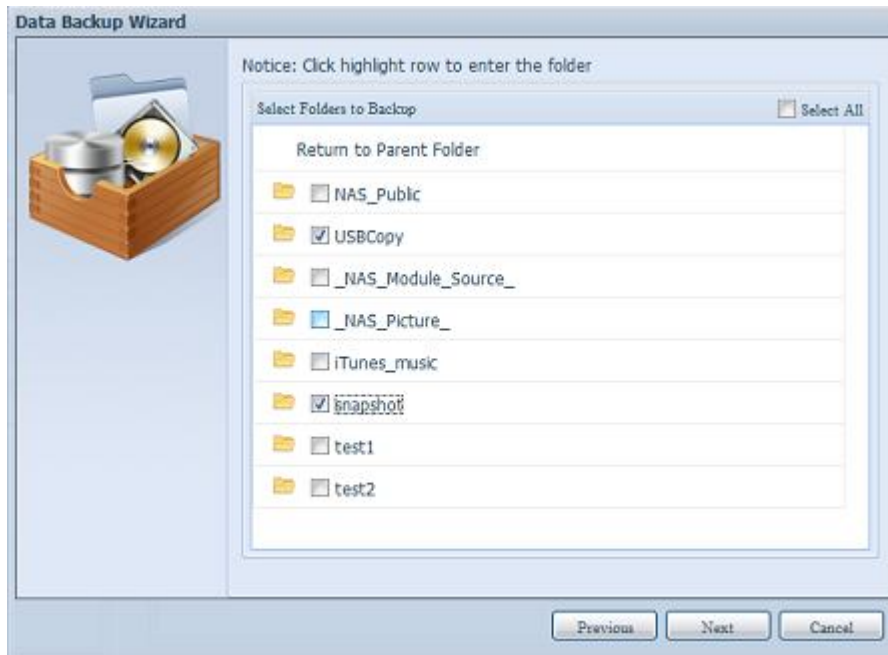 Data Backup Wizard
Notice: Click highlight row to enter the folder
Select Folders to Backup
Select All
Return to Parent Folder
NAS_Public
USBCopy
_NAS_Module_Source_
_NAS_Picture_
iTunes_music
snapshot
test1
test2
Previous
Next
Cancel